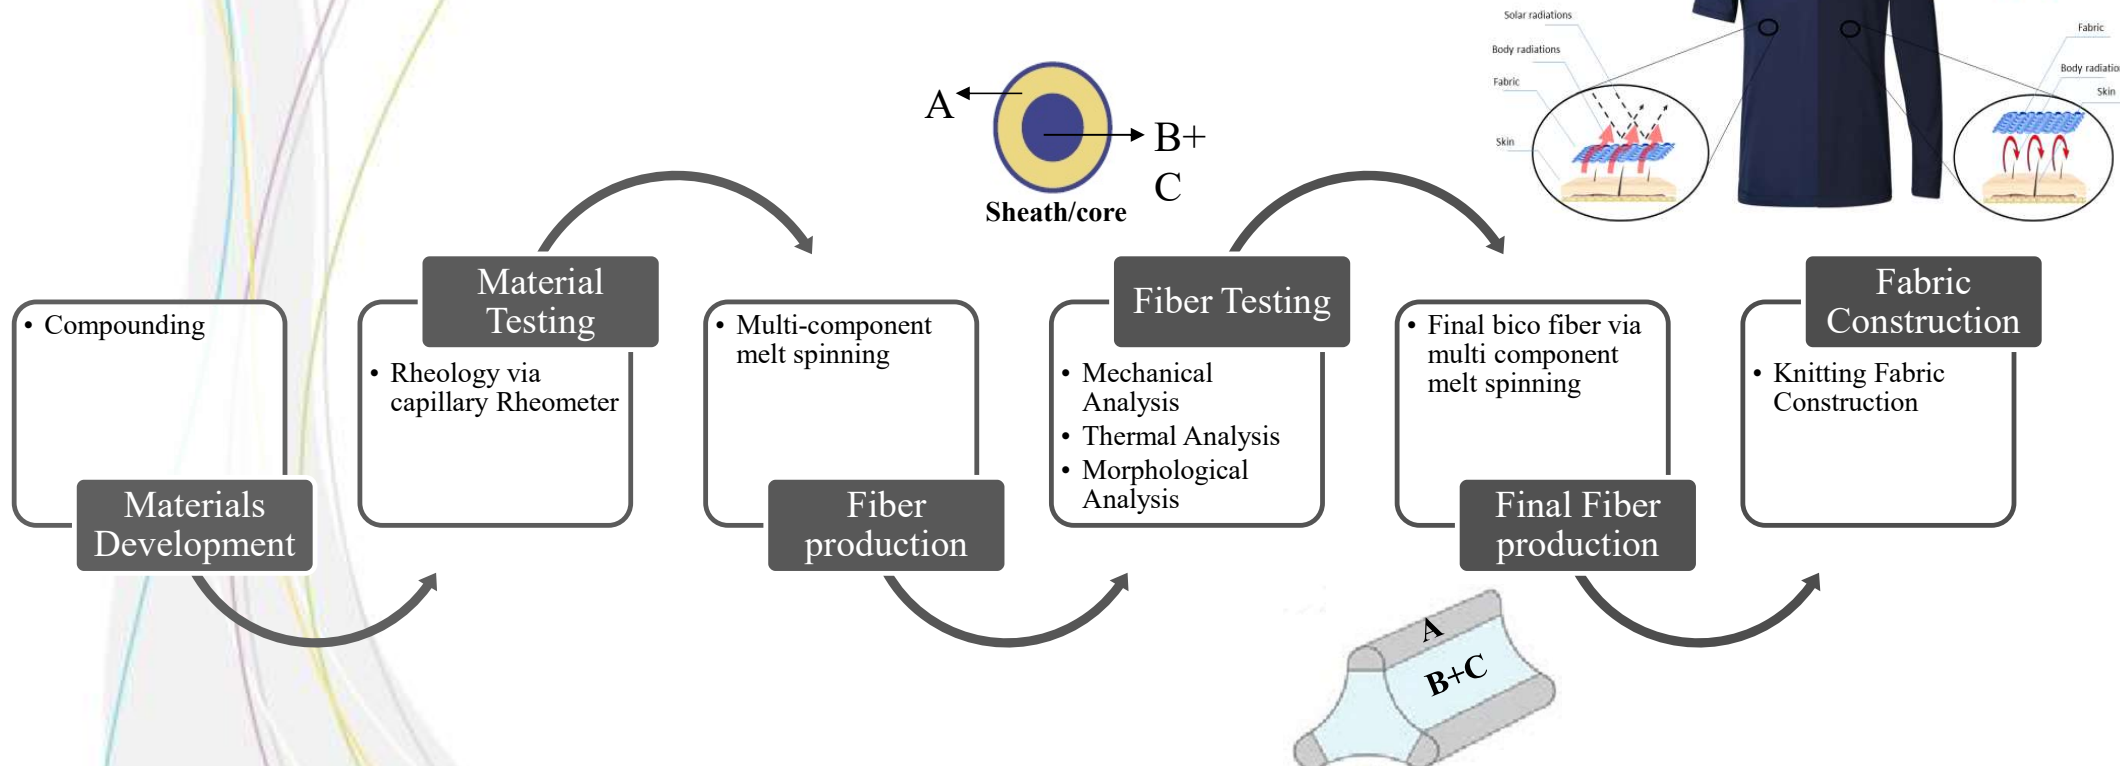 Solar radiations
Body radiations
Fabric
Skin
Fabric
Body radiatio
Skin
A
B+
C
Sheath/core
• Compounding
Materials
Development
Material
Testing
• Rheology via
capillary Rheometer
• Multi-component
melt spinning
Fiber
production
Fiber Testing
• Mechanical
Analysis
• Thermal Analysis
• Morphological
Analysis
• Final bico fiber via
multi component
melt spinning
Final Fiber
production
Fabric
Construction
• Knitting Fabric
Construction
A
B+C